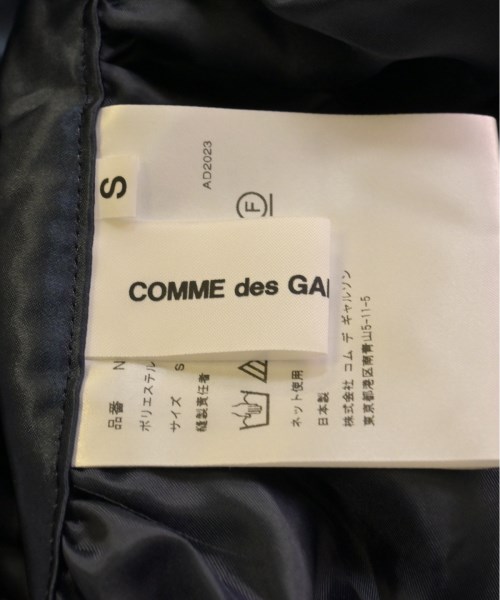 S
COMME des GA
AD2023
F
品番 N
ポリエステル
サイズ S
縫製責任者
ネット使用
日本製
株式会社 コム デ ギャルソン
東京都港区南青山5-11-5